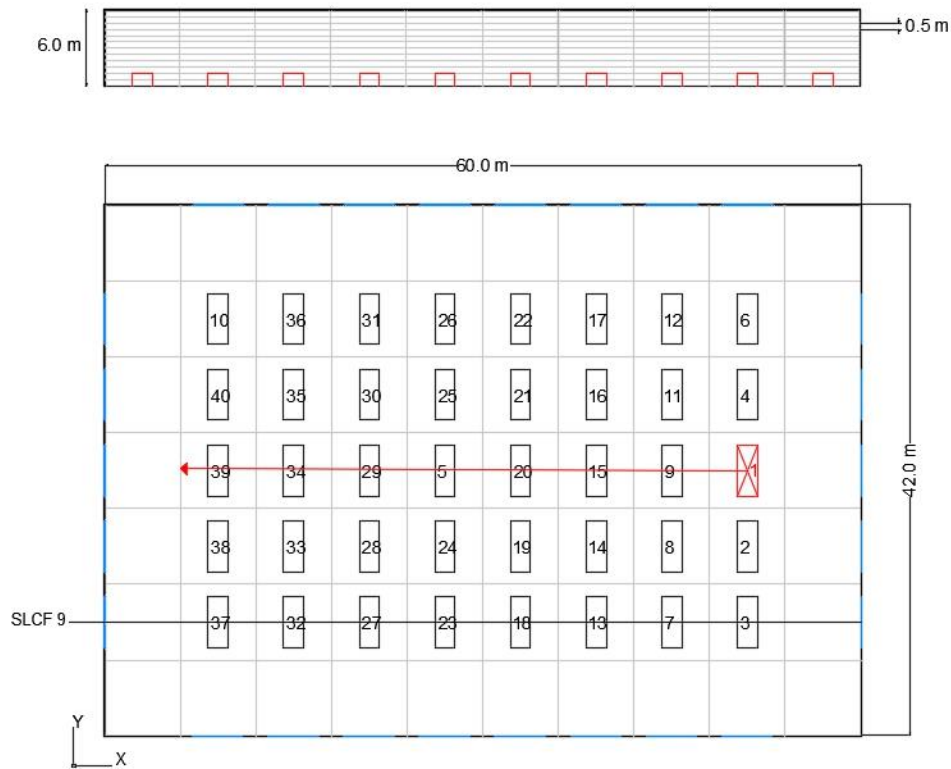 6.0 m
0.5 m
60.0 m
10 36 31 26 22 17 12 6
40 35 30 25 21 16 11 4
39 34 29 5 20 15 9 1
42.0 m
38 33 28 24 19 14 8 2
SLCF 9 37 32 27 23 18 13 7 3
Y
X